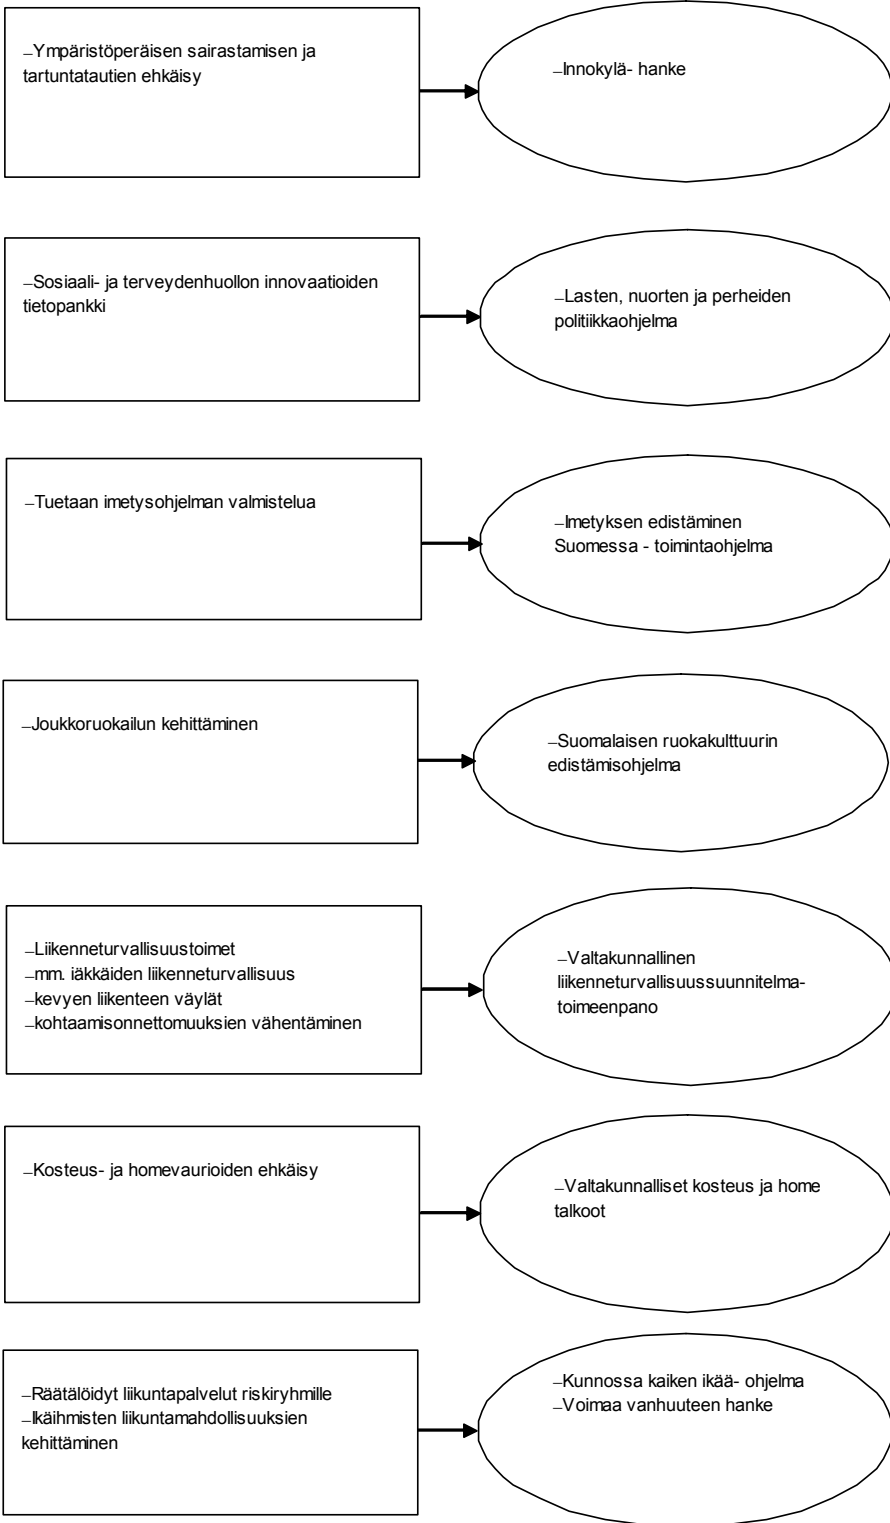 –Ympäristöperäisen sairastamisen ja
tartuntatautien ehkäisy
–Innokylä- hanke
–Sosiaali- ja terveydenhuollon innovaatioiden
tietopankki
–Lasten, nuorten ja perheiden
politiikkaohjelma
–Tuetaan imetysohjelman valmistelua
–Imetyksen edistäminen
Suomessa - toimintaohjelma
–Joukkoruokailun kehittäminen
–Suomalaisen ruokakulttuurin
edistämisohjelma
–Liikenneturvallisuustoimet
–mm. iäkkäiden liikenneturvallisuus
–kevyen liikenteen väylät
–kohtaamisonnettomuuksien vähentäminen
–Valtakunnallinen
liikenneturvallisuussuunnitelma-
toimeenpano
–Kosteus- ja homevaurioiden ehkäisy
–Valtakunnalliset kosteus ja home
talkoot
–Räätälöidyt liikuntapalvelut riskiryhmille
–Ikäihmisten liikuntamahdollisuuksien
kehittäminen
–Kunnossa kaiken ikää- ohjelma
–Voimaa vanhuuteen hanke